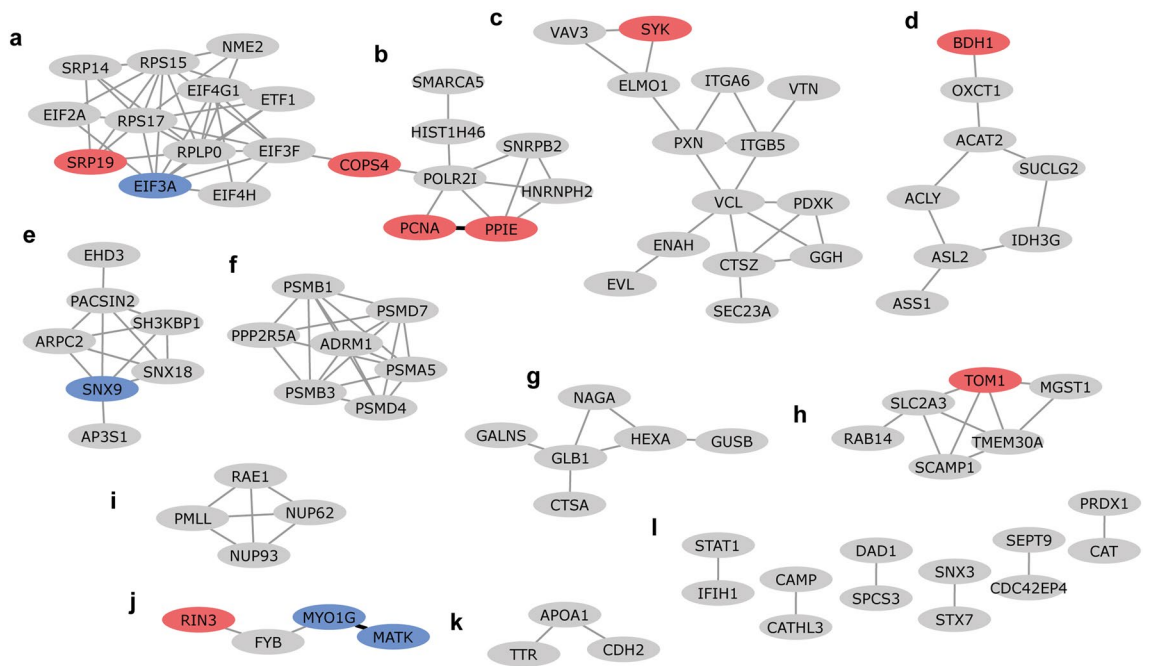 a
NME2
SRP14
RPS15
EIF4G1
ETF1
EIF2A
RPS17
SRP19
RPLP0
EIF3F
EIF3A
EIF4H
b
SMARCA5
HIST1H46
SNRPB2
COPS4
POLR2I
HNRNPH2
PCNA
PPIE
c
VAV3
SYK
ELMO1
ITGA6
VTN
PXN
ITGB5
VCL
PDXK
ENAH
CTSZ
GGH
EVL
SEC23A
d
BDH1
OXCT1
ACAT2
SUCLG2
ACLY
IDH3G
ASL2
ASS1
e
EHD3
PACSIN2
SH3KBP1
ARPC2
SNX18
SNX9
AP3S1
f
PSMB1
PSMD7
PPP2R5A
ADRM1
PSMA5
PSMB3
PSMD4
g
NAGA
GALNS
HEXA
GUSB
GLB1
CTSA
h
TOM1
MGST1
SLC2A3
RAB14
TMEM30A
SCAMP1
i
RAE1
PMLL
NUP62
NUP93
j
RIN3
MYO1G
FYB
MATK
k
APOA1
TTR
CDH2
l
STAT1
IFIH1
CAMP
CATHL3
DAD1
SPCS3
SNX3
STX7
SEPT9
CDC42EP4
PRDX1
CAT